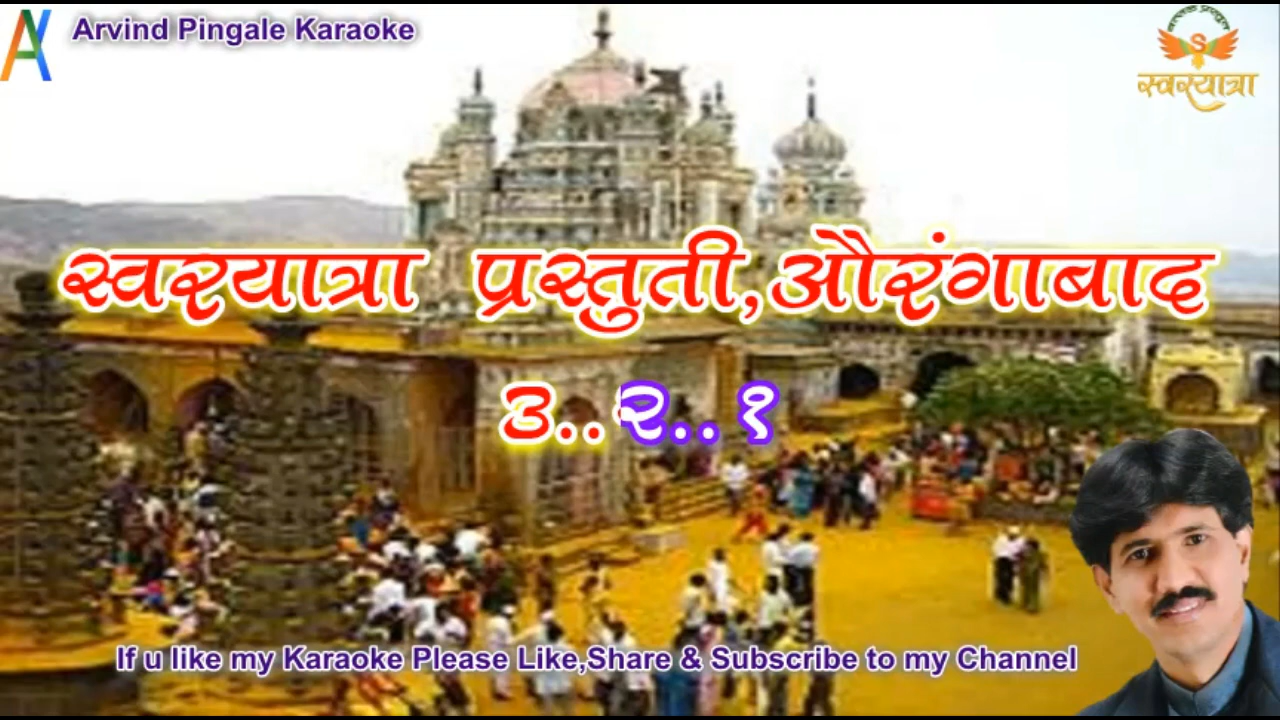 Arvind Pingale Karaoke
स्वरयात्रा
स्वरयात्रा प्रस्तुती,औरंगाबाद
३.. २.. १
If u like my Karaoke Please Like,Share & Subscribe to my Channel